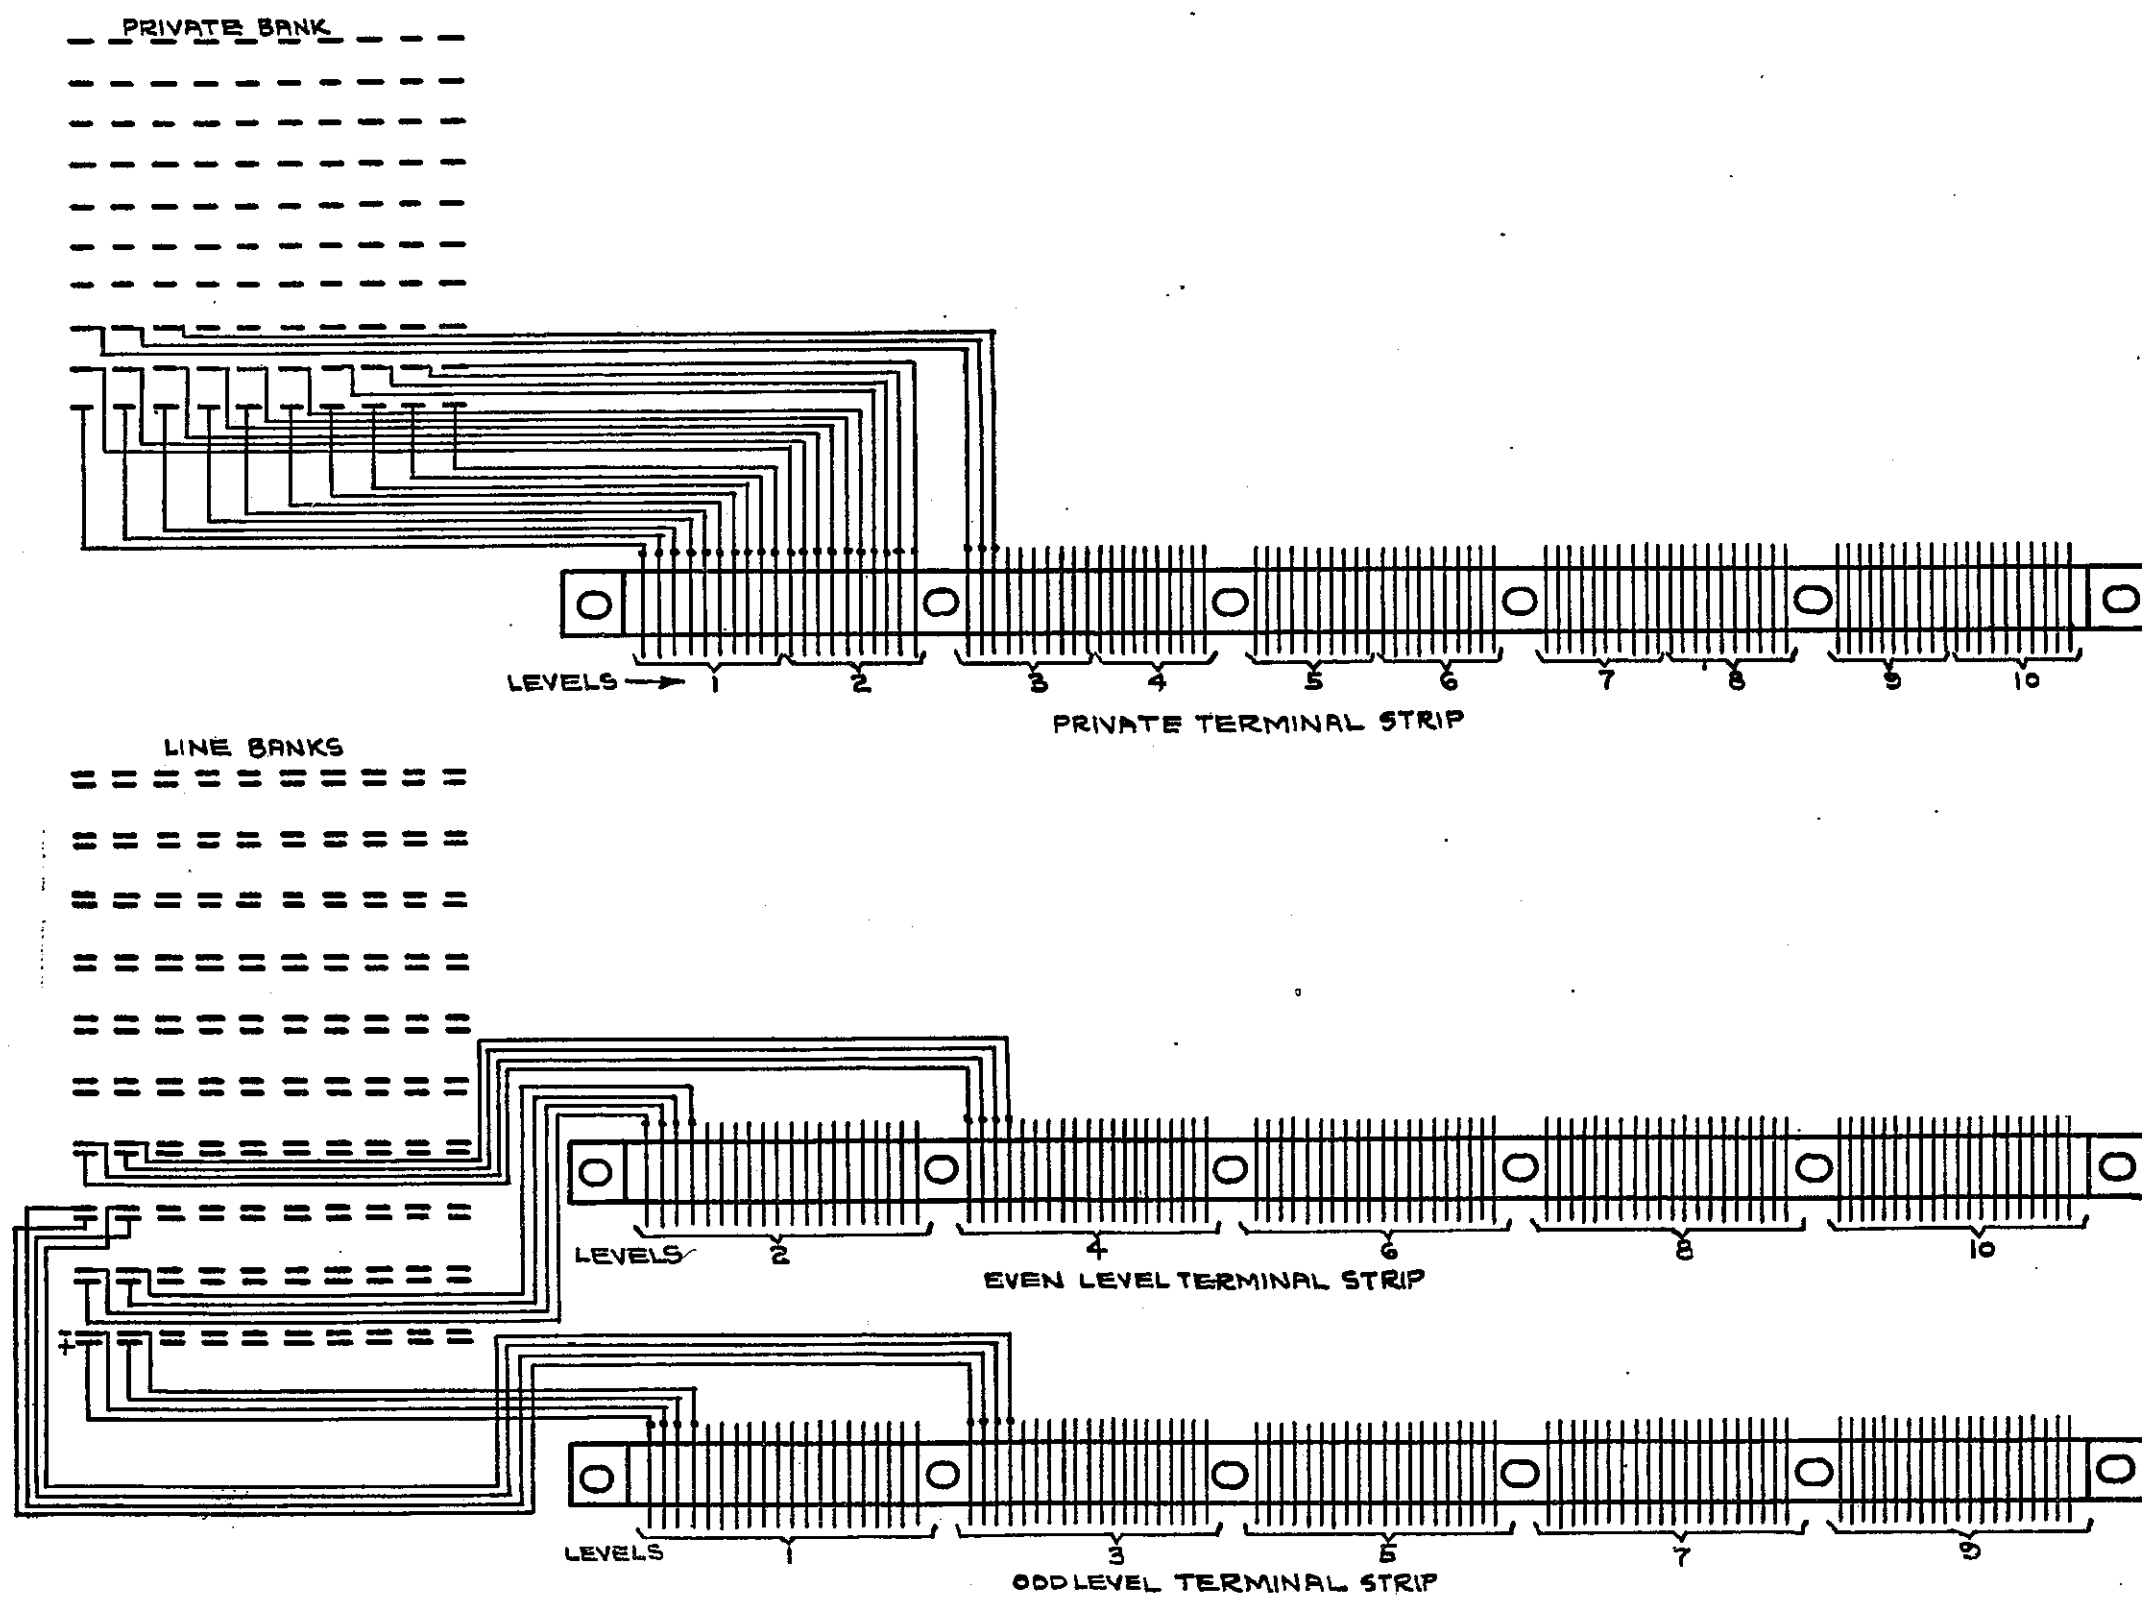 PRIVATE BANK
LEVELS → 1 2 3 4 5 6 7 8 9 10
PRIVATE TERMINAL STRIP
LINE BANKS
LEVELS 2 4 6 8 10
EVEN LEVEL TERMINAL STRIP
- +
LEVELS 1 3 5 7 9
ODD LEVEL TERMINAL STRIP